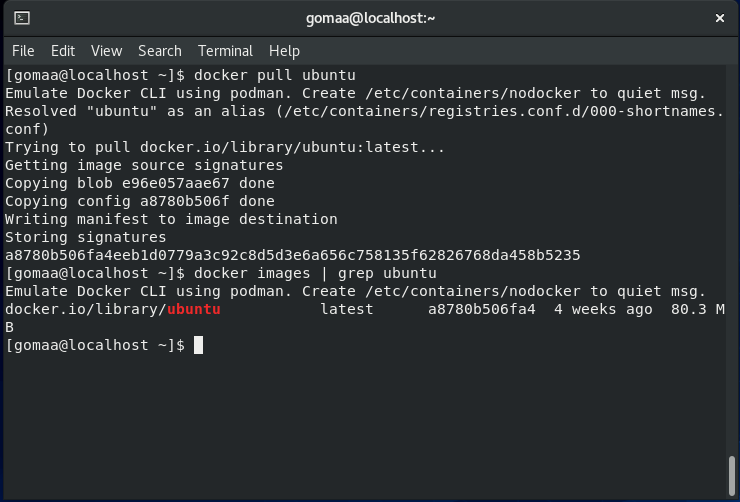 gomaa@localhost:~
File Edit View Search Terminal Help
[gomaa@localhost ~]$ docker pull ubuntu
Emulate Docker CLI using podman. Create /etc/containers/nodocker to quiet msg.
Resolved "ubuntu" as an alias (/etc/containers/registries.conf.d/000-shortnames.
conf)
Trying to pull docker.io/library/ubuntu:latest...
Getting image source signatures
Copying blob e96e057aae67 done
Copying config a8780b506f done
Writing manifest to image destination
Storing signatures
a8780b506fa4eeb1d0779a3c92c8d5d3e6a656c758135f62826768da458b5235
[gomaa@localhost ~]$ docker images | grep ubuntu
Emulate Docker CLI using podman. Create /etc/containers/nodocker to quiet msg.
docker.io/library/ubuntu           latest      a8780b506fa4  4 weeks ago  80.3 M
B
[gomaa@localhost ~]$